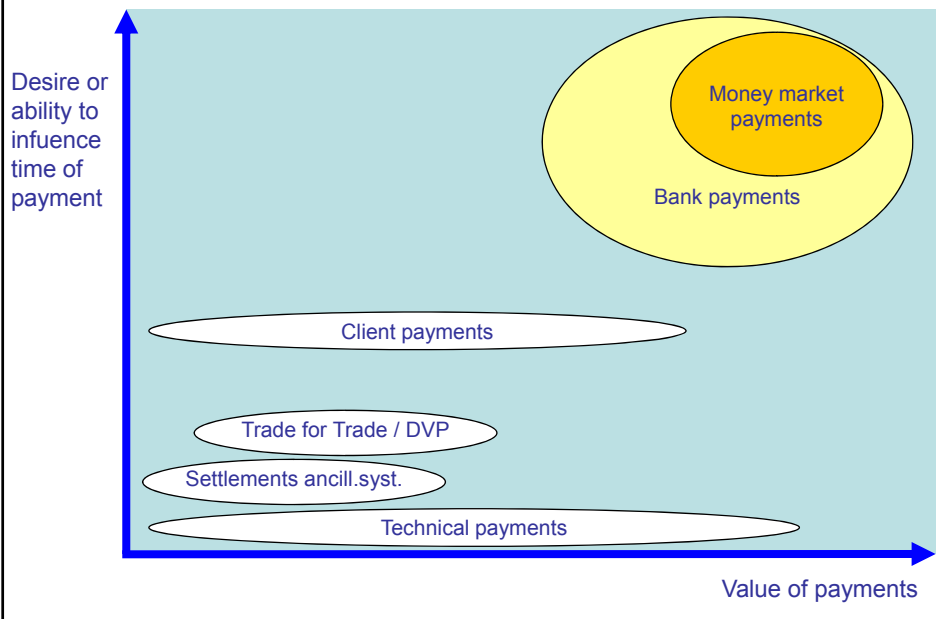 Desire or
ability to
infuence
time of
payment
Money market
payments
Bank payments
Client payments
Trade for Trade / DVP
Settlements ancill.syst.
Technical payments
Value of payments